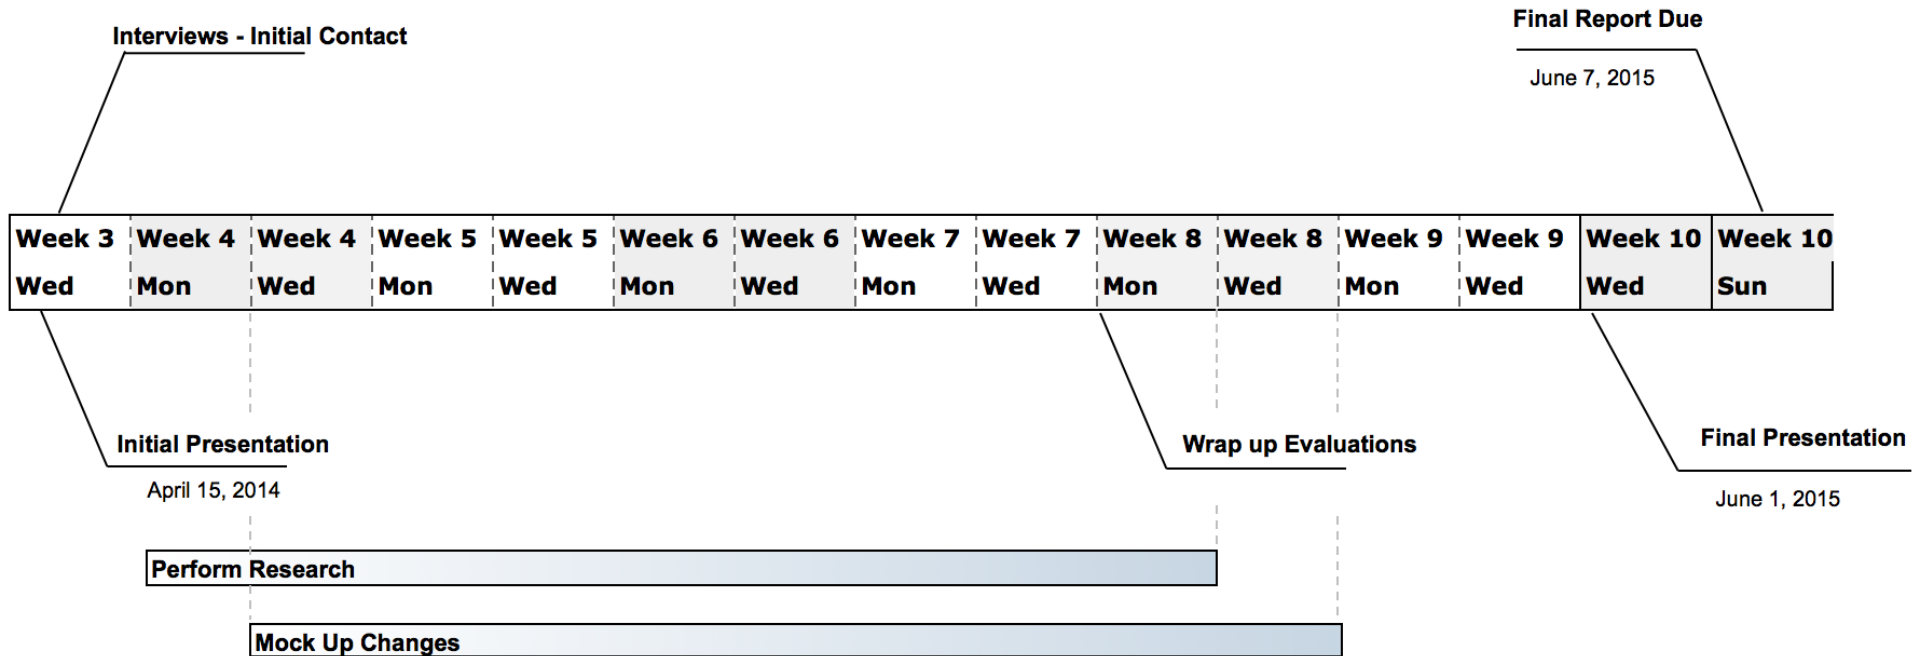 Final Report Due
Interviews - Initial Contact
June 7, 2015
Week 3 Week 4 Week 4 Week 5 Week 5 Week 6 Week 6 Week 7 Week 7 Week 8 Week 8 Week 9 Week 9 Week 10 Week 10
Wed Mon Wed Mon Wed Mon Wed Mon Wed Mon Wed Mon Wed Wed Sun
Initial Presentation
April 15, 2014
Wrap up Evaluations
Final Presentation
June 1, 2015
Perform Research
Mock Up Changes